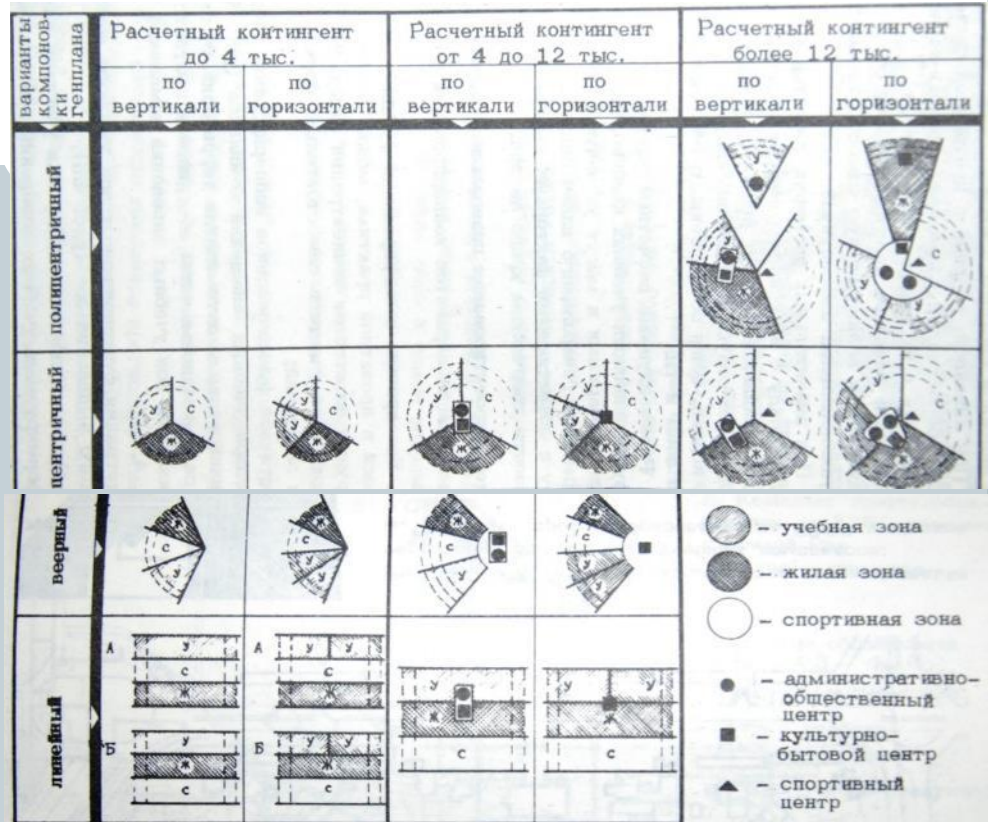 варианты
компонов-
ки
генплана
Расчетный контингент
до 4 тыс.
Расчетный контингент
от 4 до 12 тыс.
Расчетный контингент
более 12 тыс.
по
вертикали
по
горизонтали
по
вертикали
по
горизонтали
по
вертикали
по
горизонтали
полицентричный
У
У
Ж
Ж
С
У
У
центричный
У
С
Ж
У
С
У
Ж
У
С
Ж
У
С
У
Ж
У
С
Ж
С
У
Ж
веерный
Ж
С
У
Ж
С
У
У
Ж
С
У
Ж
С
У
У
линейный
А
У
С
Ж
Б
У
Ж
С
А
У У
С
Ж
Б
У У
Ж
С
У
Ж
С
У У
Ж
С
– учебная зона
– жилая зона
– спортивная зона
– административно-
общественный
центр
– культурно-
бытовой центр
– спортивный
центр